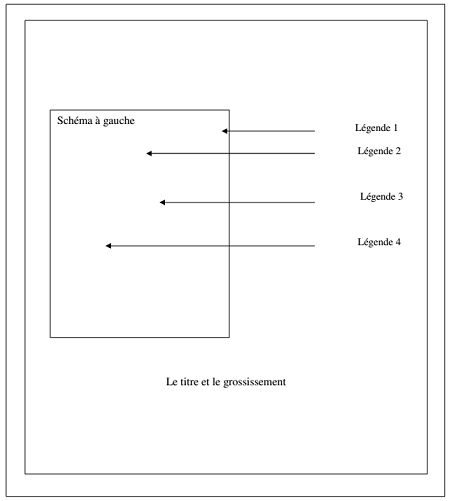 Schéma à gauche
Légende 1
Légende 2
Légende 3
Légende 4
Le titre et le grossissement